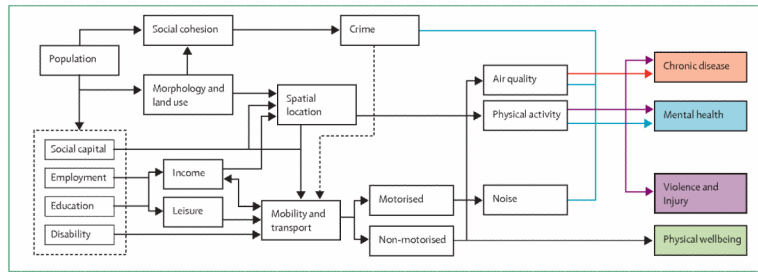 Social cohesion
Crime
Population
Morphology and
land use
Spatial
location
Air quality
Chronic disease
Physical activity
Mental health
Social capital
Employment
Income
Education
Leisure
Mobility and
transport
Motorised
Noise
Violence and
Injury
Disability
Non-motorised
Physical wellbeing